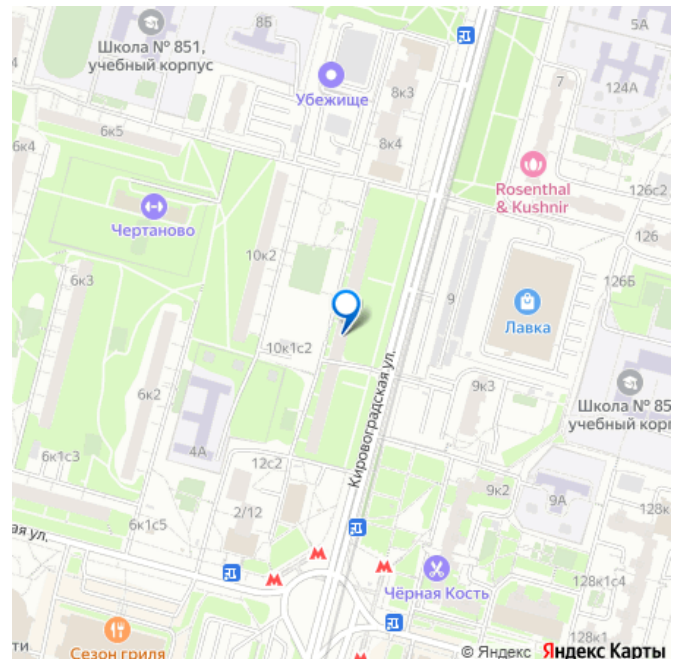 8Б
Школа № 851,
учебный корпус
Убежище
8к3
5А
7
124А
6к5
6к4
8к4
Rosenthal
& Kushnir
126с2
Чертаново
10к2
126
126Б
6к3
9
Лавка
10к1с2
6к2
9к3
Школа № 85
учебный корп
Кировоградская ул.
4А
6к1с3
12с2
9к2
9А
2/12
128к
6к1с5
ая ул.
Чёрная Кость
128к1с4
128к1
ти
Сезон гриля
© Яндекс Яндекс Карты